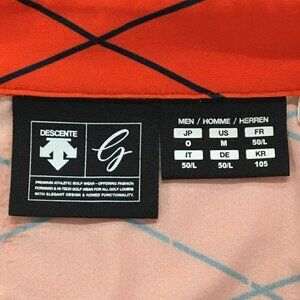 DESCENTE
G
PREMIUM ATHLETIC GOLF WEAR - OFFERING FASHION
FORWARD & HI-TECH GOLF WEAR FOR ALL GOLF LOVERS
WITH ELEGANT DESIGN & HONED FUNCTIONALITY.
MEN / HOMME / HERREN
JP US FR
O M 50/L
IT DE KR
50/L 50/L 105